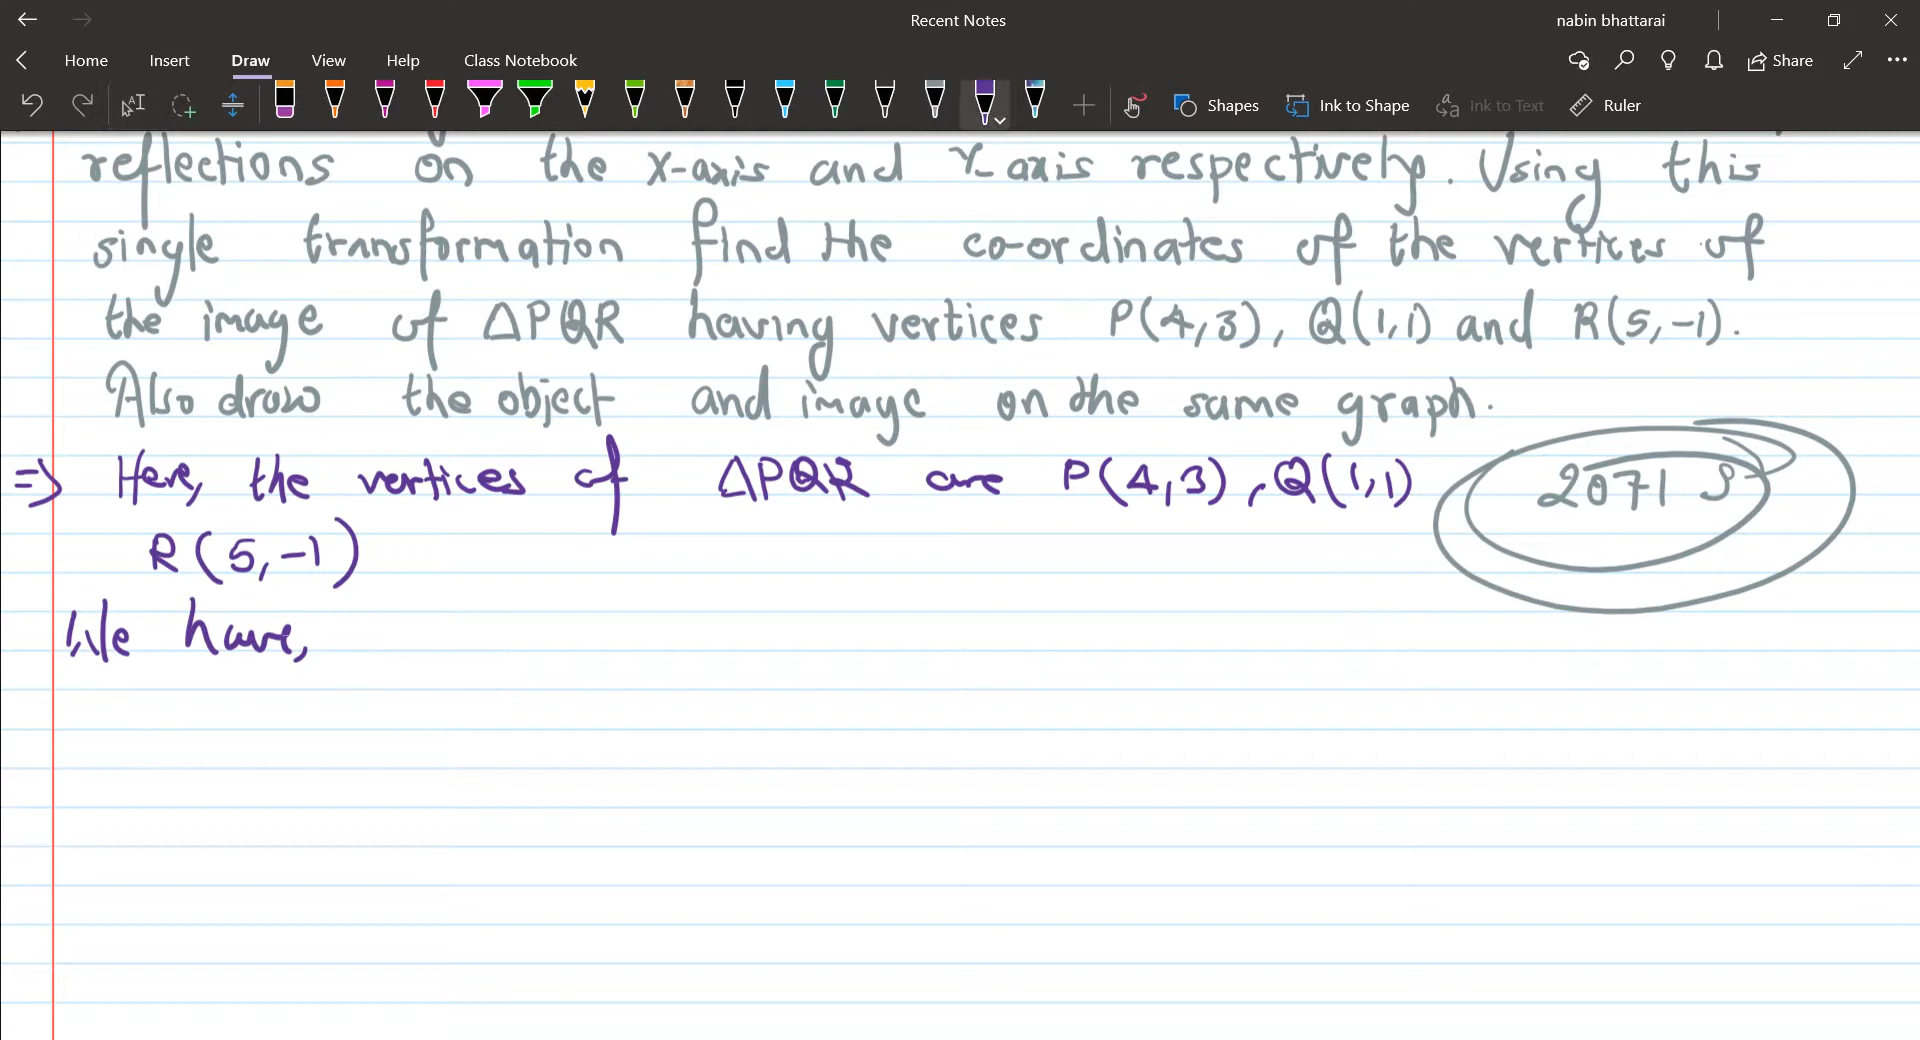 Recent Notes
nabin bhattarai
Home Insert Draw View Help Class Notebook
Share
Shapes Ink to Shape Ink to Text Ruler
reflections on the x-axis and Y-axis respectively. Using this
single transformation find the co-ordinates of the vertices of
the image of ΔPQR having vertices P(4,3), Q(1,1) and R(5,-1).
Also draw the object and image on the same graph.
=> Here, the vertices of ΔPQR are P(4,3), Q(1,1)
2071 S
R(5,-1)
We have,